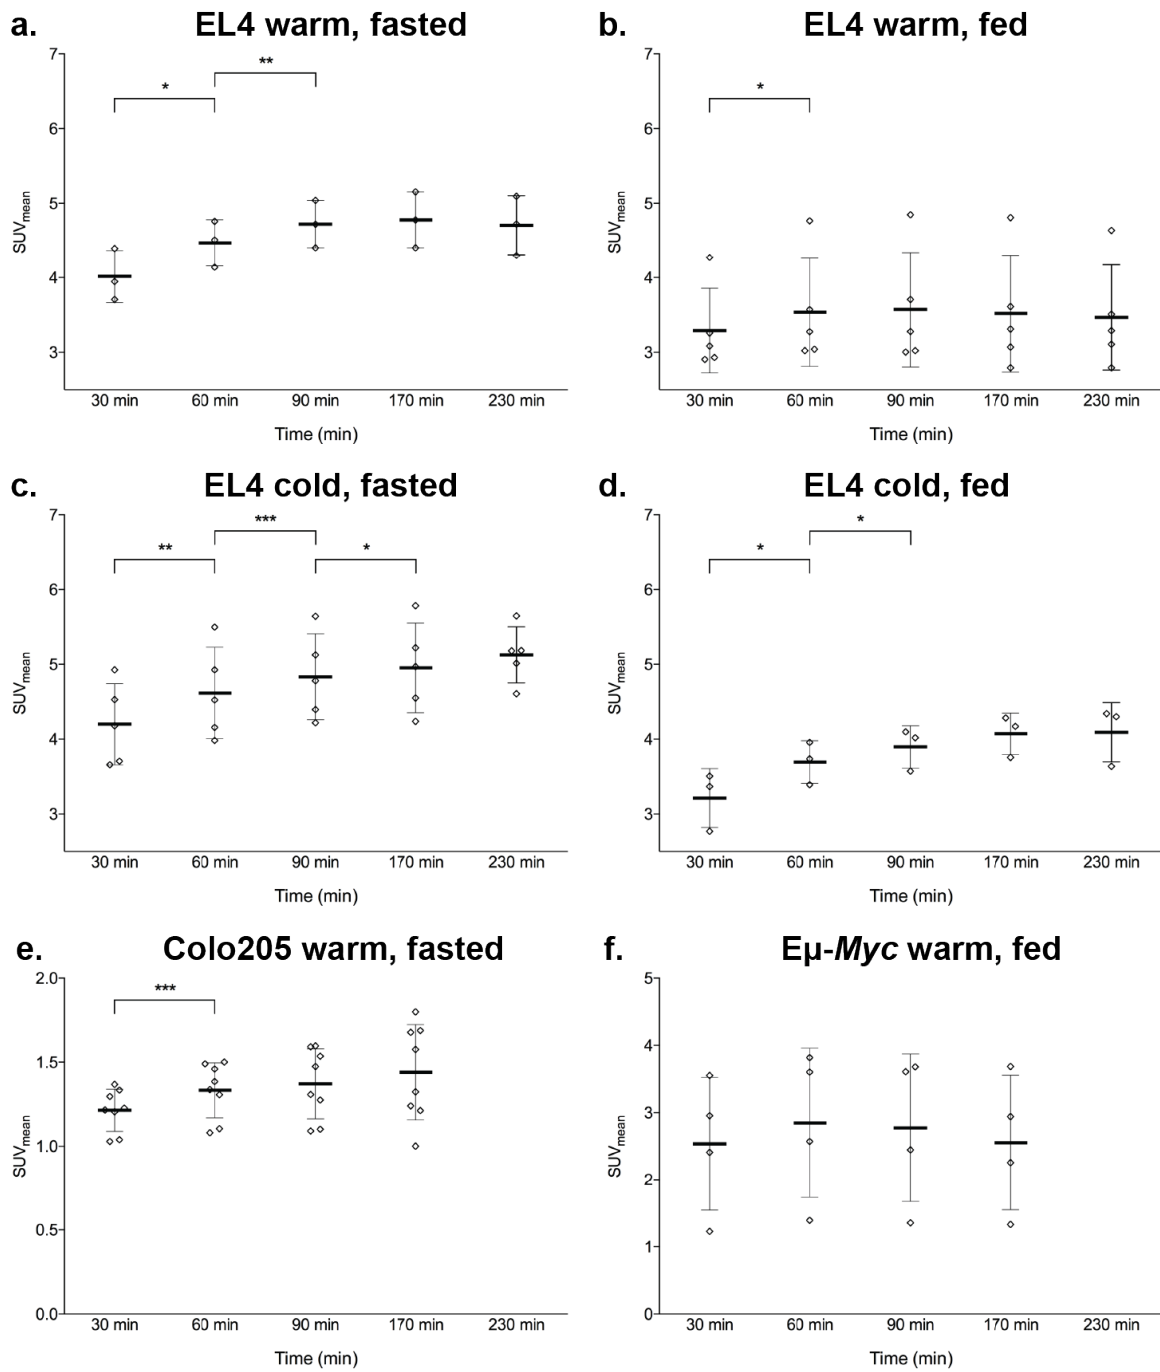 a. EL4 warm, fasted
7
6
5
4
3
SUVmean
* **
30 min 60 min 90 min 170 min 230 min
Time (min)
b. EL4 warm, fed
7
6
5
4
3
SUVmean
*
30 min 60 min 90 min 170 min 230 min
Time (min)
c. EL4 cold, fasted
7
6
5
4
3
SUVmean
** *** *
30 min 60 min 90 min 170 min 230 min
Time (min)
d. EL4 cold, fed
7
6
5
4
3
SUVmean
* *
30 min 60 min 90 min 170 min 230 min
Time (min)
e. Colo205 warm, fasted
2.0
1.5
1.0
0.5
0.0
SUVmean
***
30 min 60 min 90 min 170 min 230 min
Time (min)
f. Eµ-Myc warm, fed
5
4
3
2
1
0
SUVmean
30 min 60 min 90 min 170 min 230 min
Time (min)